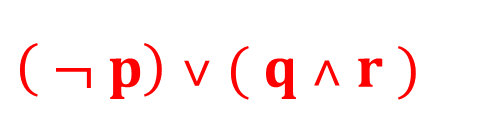 ( ¬ p) ∨ ( q ∧ r )